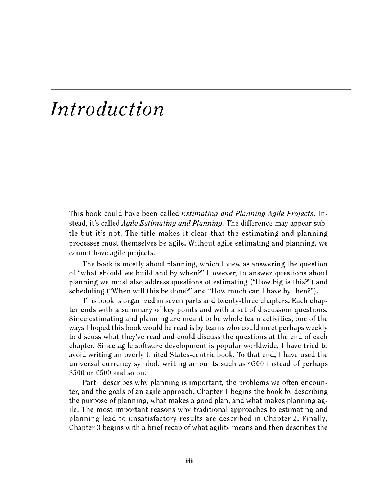 Introduction
This book could have been called Estimating and Planning Agile Projects. In-
stead, it's called Agile Estimating and Planning. The difference may appear sub-
tle but it's not. The title makes it clear that the estimating and planning
processes must themselves be agile. Without agile estimating and planning, we
cannot have agile projects.
The book is mostly about planning, which I view as answering the question
of "what should we build and by when?" However, to answer questions about
planning we must also address questions of estimating ("How big is this?") and
scheduling ("When will this be done?" and "How much can I have by then?").
This book is organized in seven parts and twenty-three chapters. Each chap-
ter ends with a summary of key points and with a set of discussion questions.
Since estimating and planning are meant to be whole team activities, one of the
ways I hoped this book would be read is by teams who could meet perhaps weekly
to discuss what they've read and could discuss the questions at the end of each
chapter. Since agile software development is popular worldwide, I have tried to
avoid writing an overly United States-centric book. To that end, I have used the
universal currency symbol, writing amounts such as ¤500 instead of perhaps
$500 or €500 and so on.
Part I describes why planning is important, the problems we often encoun-
ter, and the goals of an agile approach. Chapter 1 begins the book by describing
the purpose of planning, what makes a good plan, and what makes planning ag-
ile. The most important reasons why traditional approaches to estimating and
planning lead to unsatisfactory results are described in Chapter 2. Finally,
Chapter 3 begins with a brief recap of what agility means and then describes the